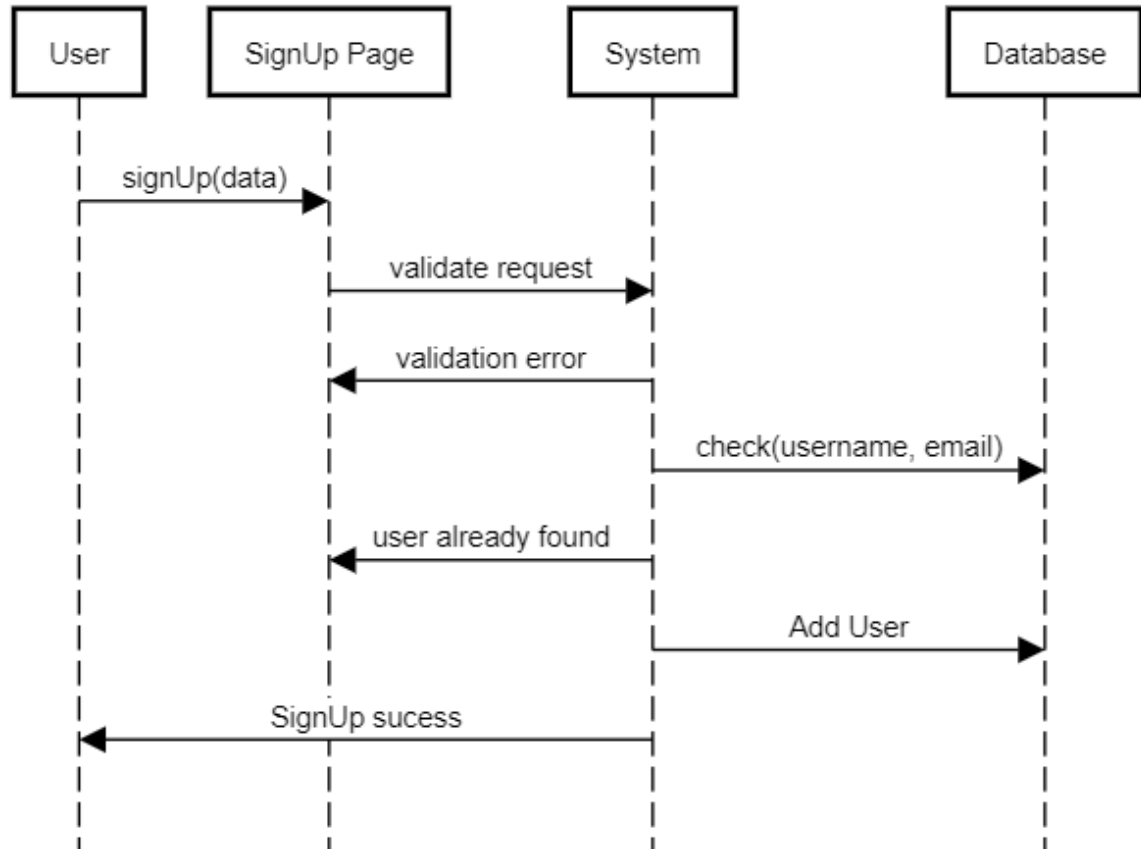 User
SignUp Page
System
Database
signUp(data)
validate request
validation error
check(username, email)
user already found
Add User
SignUp sucess